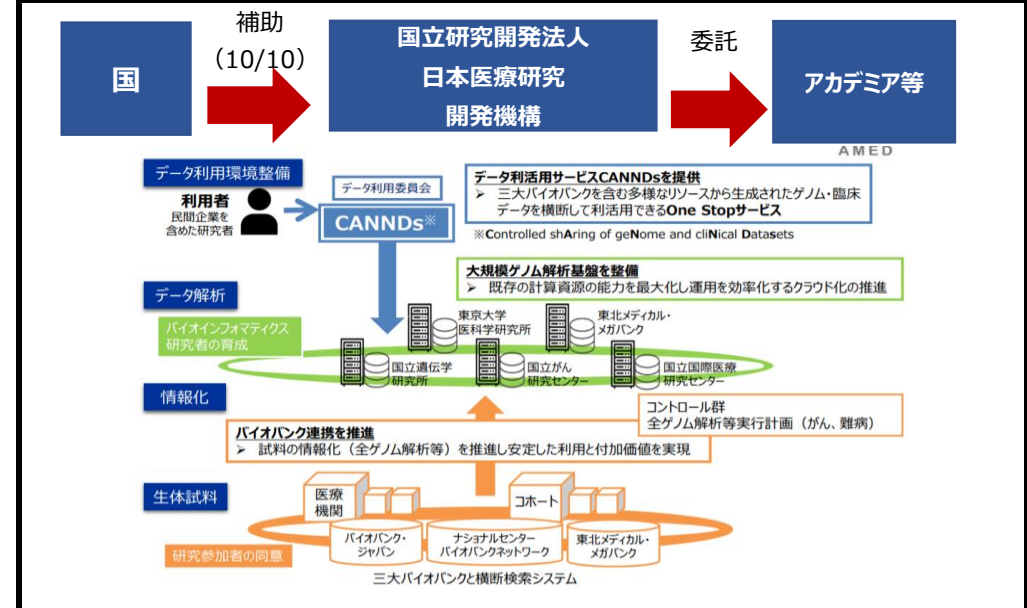 国
補助
（10/10）
国立研究開発法人
日本医療研究
開発機構
委託
アカデミア等
AMED
データ利用環境整備
利用者
民間企業を
含めた研究者
データ利用委員会
CANNDs※
データ利活用サービスCANNDsを提供
➢ 三大バイオバンクを含む多様なリソースから生成されたゲノム・臨床
データを横断して利活用できるOne Stopサービス
※Controlled shAring of geNome and cliNical Datasets
大規模ゲノム解析基盤を整備
➢ 既存の計算資源の能力を最大化し運用を効率化するクラウド化の推進
データ解析
バイオインフォマティクス
研究者の育成
東京大学
医科学研究所
東北メディカル・
メガバンク
国立遺伝学
研究所
国立がん
研究センター
国立国際医療
研究センター
情報化
コントロール群
全ゲノム解析等実行計画（がん、難病）
バイオバンク連携を推進
➢ 試料の情報化（全ゲノム解析等）を推進し安定した利用と付加価値を実現
生体試料
医療
機関
コホート
バイオバンク・
ジャパン
ナショナルセンター
バイオバンクネットワーク
東北メディカル・
メガバンク
研究参加者の同意
三大バイオバンクと横断検索システム